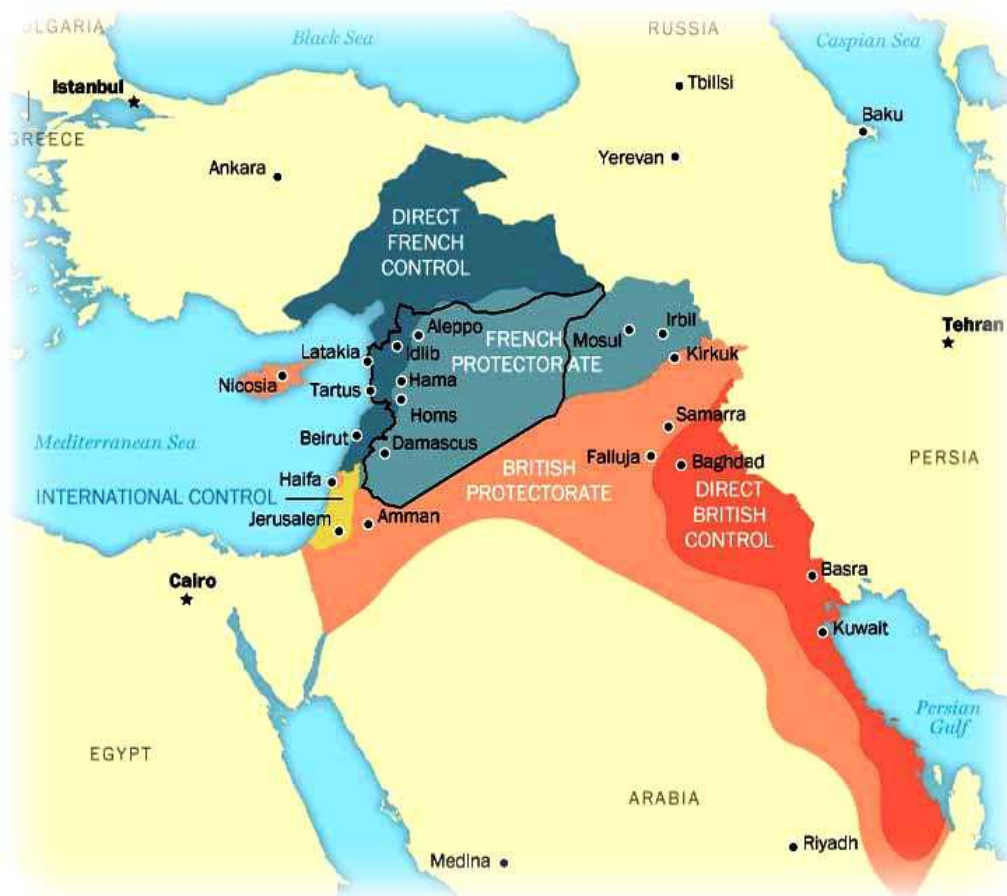 BULGARIA
Black Sea
RUSSIA
Caspian Sea
Istanbul
Tbilisi
Baku
GREECE
Ankara
Yerevan
DIRECT
FRENCH
CONTROL
Tehran
Aleppo
Idlib
FRENCH
PROTECTORATE
Mosul
Irbil
Kirkuk
Latakia
Nicosia
Tartus
Hama
Homs
Samarra
Mediterranean Sea
Beirut
Damascus
Falluja
Baghdad
PERSIA
Haifa
BRITISH
PROTECTORATE
DIRECT
BRITISH
CONTROL
INTERNATIONAL CONTROL
Jerusalem
Amman
Cairo
Basra
Kuwait
Persian
Gulf
EGYPT
ARABIA
Riyadh
Medina